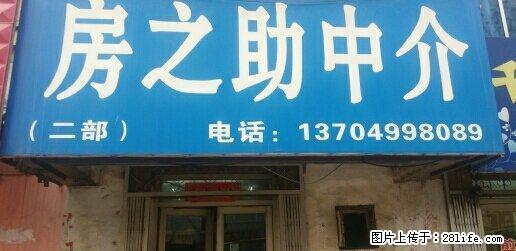 房之助中介
（二部） 电话：13704998089
图片上传于：281life.com